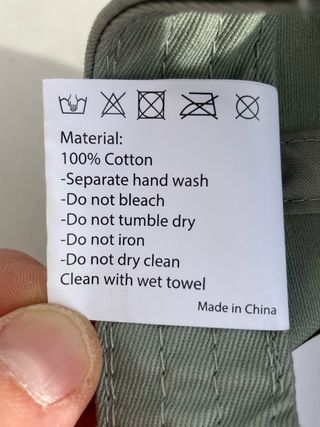 Material:
100% Cotton
-Separate hand wash
-Do not bleach
-Do not tumble dry
-Do not iron
-Do not dry clean
Clean with wet towel
Made in China